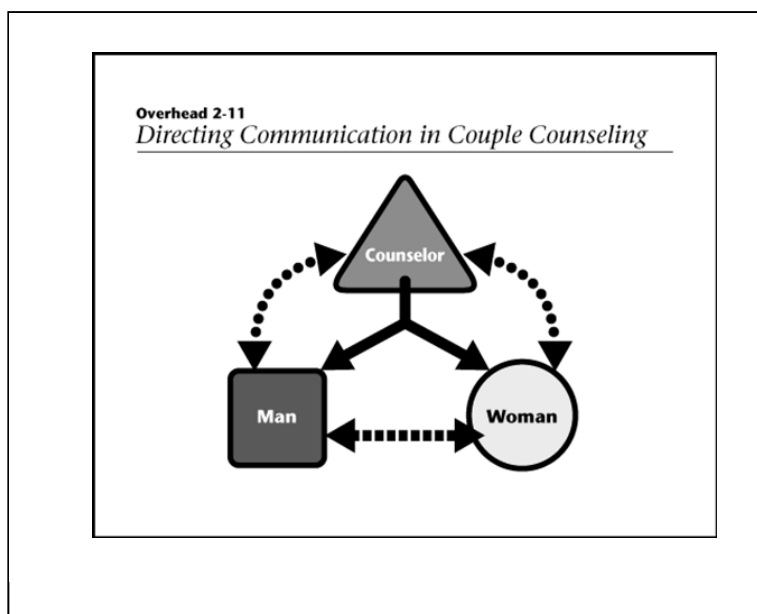 Overhead 2-11
Directing Communication in Couple Counseling
Counselor
Man
Woman